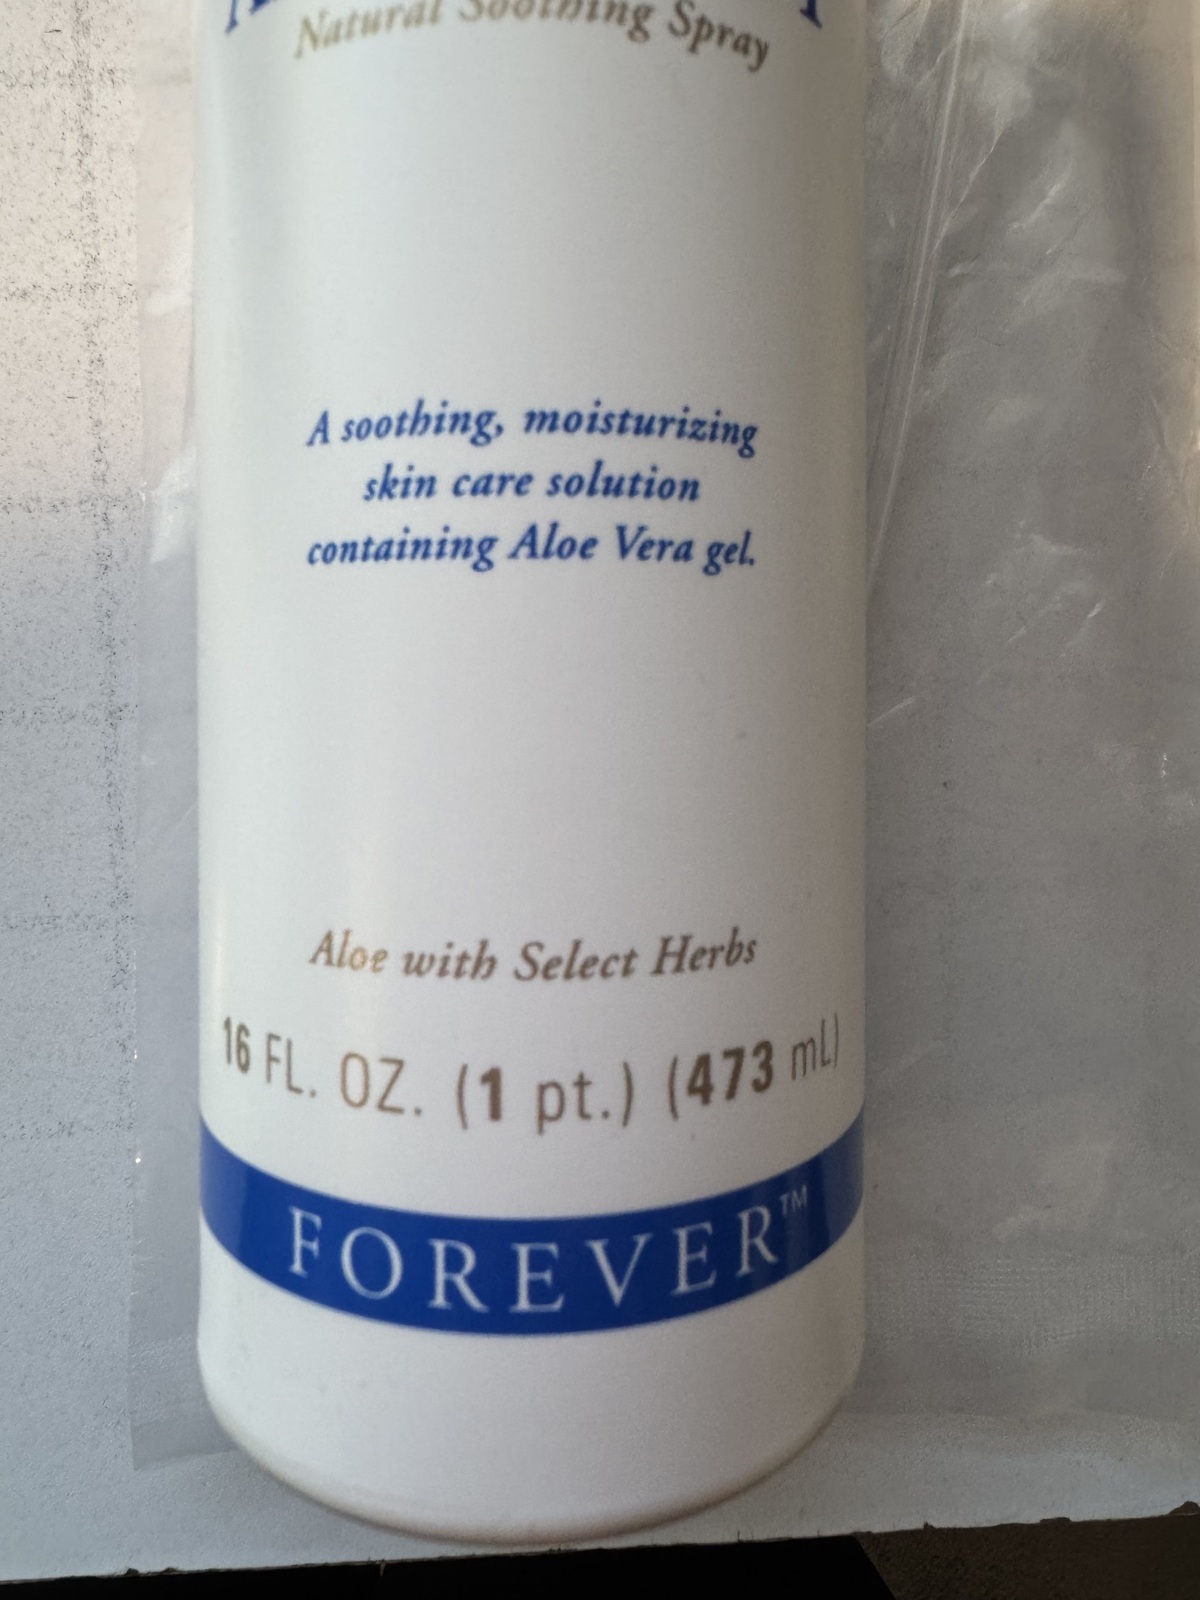 Natural Soothing Spray
A soothing, moisturizing
skin care solution
containing Aloe Vera gel.
Aloe with Select Herbs
16 FL. OZ. (1 pt.) (473 mL)
FOREVER™